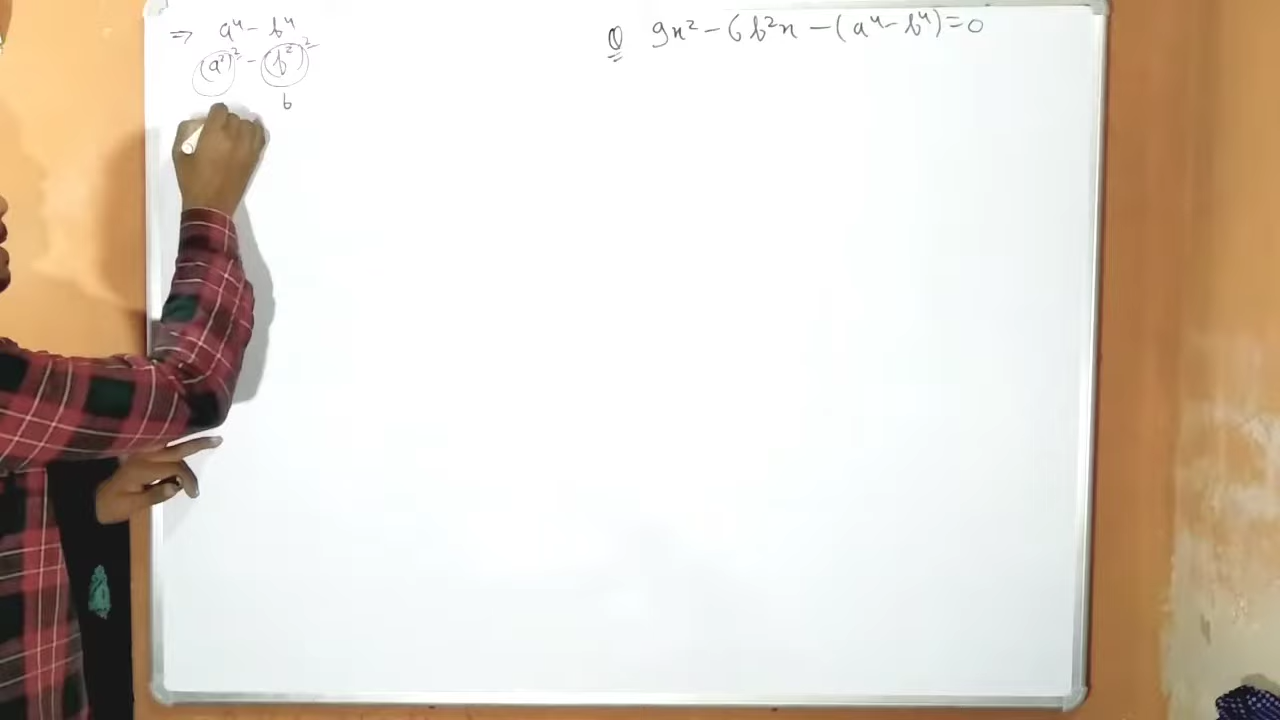 ⇒ a⁴ - b⁴
(a²)² - (b²)²
b
Q 9x² - 6b²x - (a⁴ - b⁴) = 0